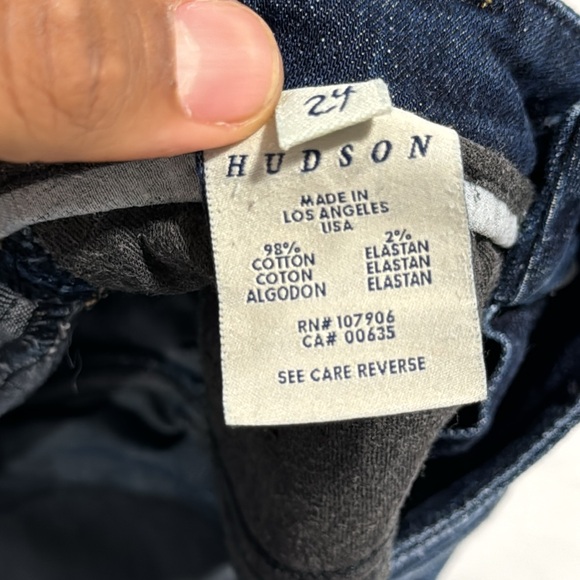 24
HUDSON
MADE IN
LOS ANGELES
USA
98%
COTTON
COTON
ALGODON
2%
ELASTAN
ELASTAN
ELASTAN
RN# 107906
CA# 00635
SEE CARE REVERSE